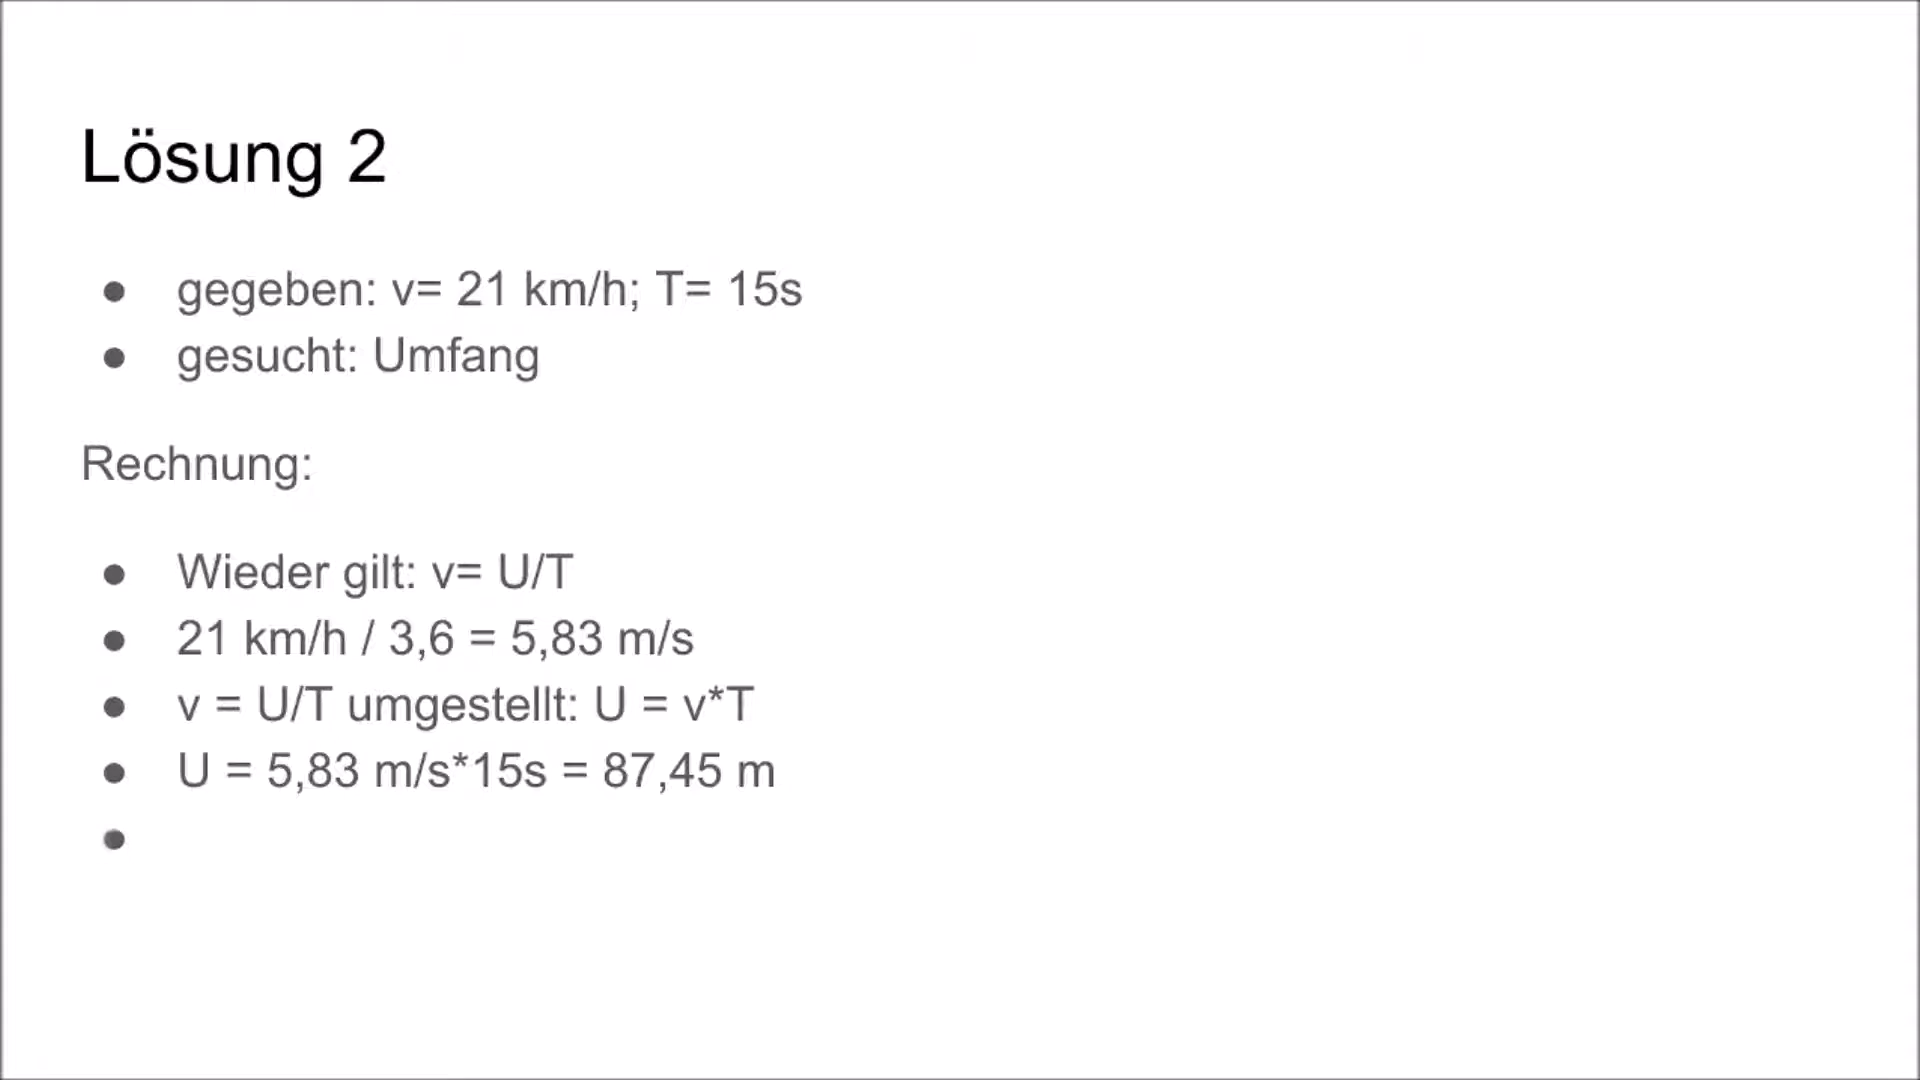 Lösung 2
● gegeben: v= 21 km/h; T= 15s
● gesucht: Umfang
Rechnung:
● Wieder gilt: v= U/T
● 21 km/h / 3,6 = 5,83 m/s
● v = U/T umgestellt: U = v*T
● U = 5,83 m/s*15s = 87,45 m
●